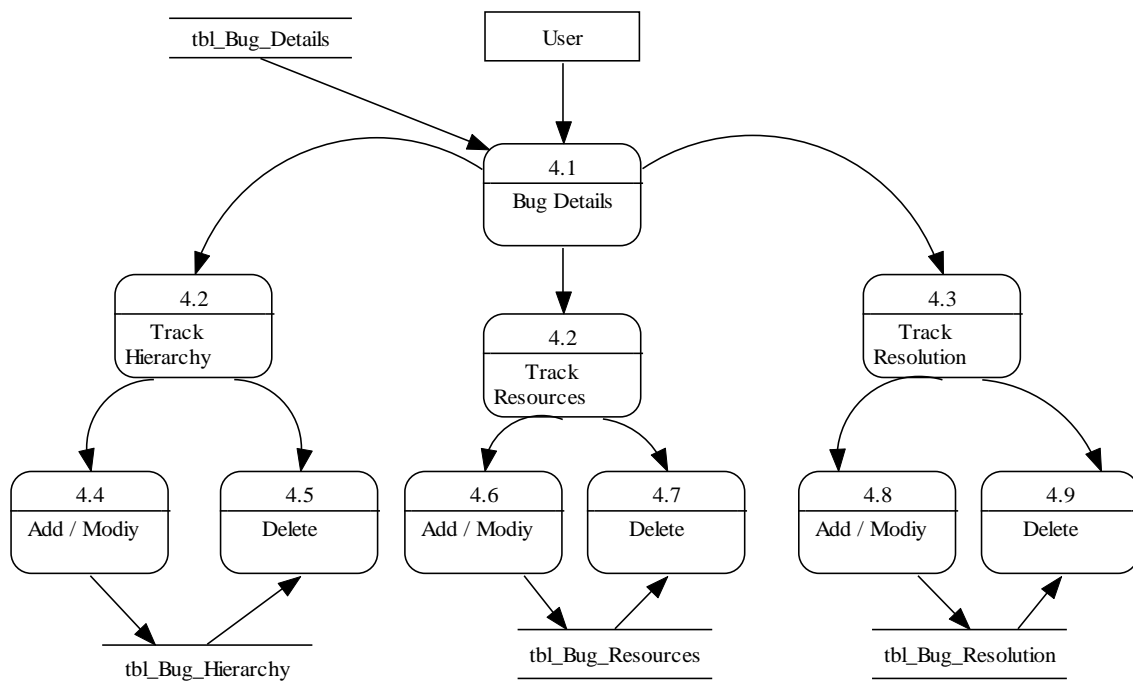 tbl_Bug_Details
User
4.1
Bug Details
4.2
Track
Hierarchy
4.2
Track
Resources
4.3
Track
Resolution
4.4
Add / Modiy
4.5
Delete
4.6
Add / Modiy
4.7
Delete
4.8
Add / Modiy
4.9
Delete
tbl_Bug_Hierarchy
tbl_Bug_Resources
tbl_Bug_Resolution